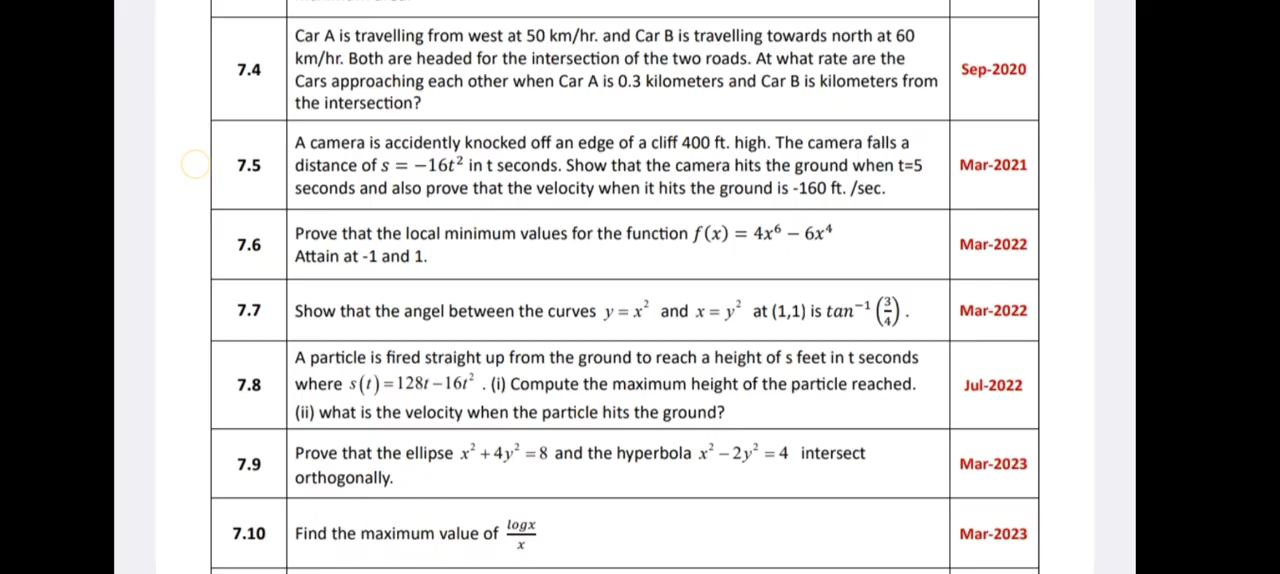 7.4
Car A is travelling from west at 50 km/hr. and Car B is travelling towards north at 60
km/hr. Both are headed for the intersection of the two roads. At what rate are the
Cars approaching each other when Car A is 0.3 kilometers and Car B is kilometers from
the intersection?
Sep-2020
7.5
A camera is accidently knocked off an edge of a cliff 400 ft. high. The camera falls a
distance of s = −16t² in t seconds. Show that the camera hits the ground when t=5
seconds and also prove that the velocity when it hits the ground is -160 ft. /sec.
Mar-2021
7.6
Prove that the local minimum values for the function f(x) = 4x⁶ − 6x⁴
Attain at -1 and 1.
Mar-2022
7.7
Show that the angel between the curves y = x² and x = y² at (1,1) is tan⁻¹ (3/4) .
Mar-2022
7.8
A particle is fired straight up from the ground to reach a height of s feet in t seconds
where s(t) = 128t − 16t² . (i) Compute the maximum height of the particle reached.
(ii) what is the velocity when the particle hits the ground?
Jul-2022
7.9
Prove that the ellipse x² + 4y² = 8 and the hyperbola x² − 2y² = 4 intersect
orthogonally.
Mar-2023
7.10
Find the maximum value of logx/x
Mar-2023